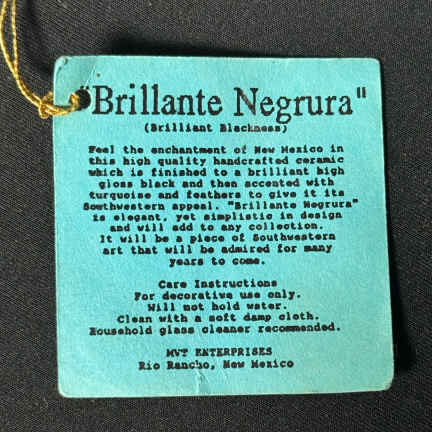 "Brillante Negrura"
(Brilliant Blackness)
Feel the enchantment of New Mexico in
this high quality handcrafted ceramic
which is finished to a brilliant high
gloss black and then accented with
turquoise and feathers to give it its
Southwestern appeal. "Brillante Negrura"
is elegant, yet simplistic in design
and will add to any collection.
It will be a piece of Southwestern
art that will be admired for many
years to come.
Care Instructions
For decorative use only.
Will not hold water.
Clean with a soft damp cloth.
Household glass cleaner recommended.
MVT ENTERPRISES
Rio Rancho, New Mexico